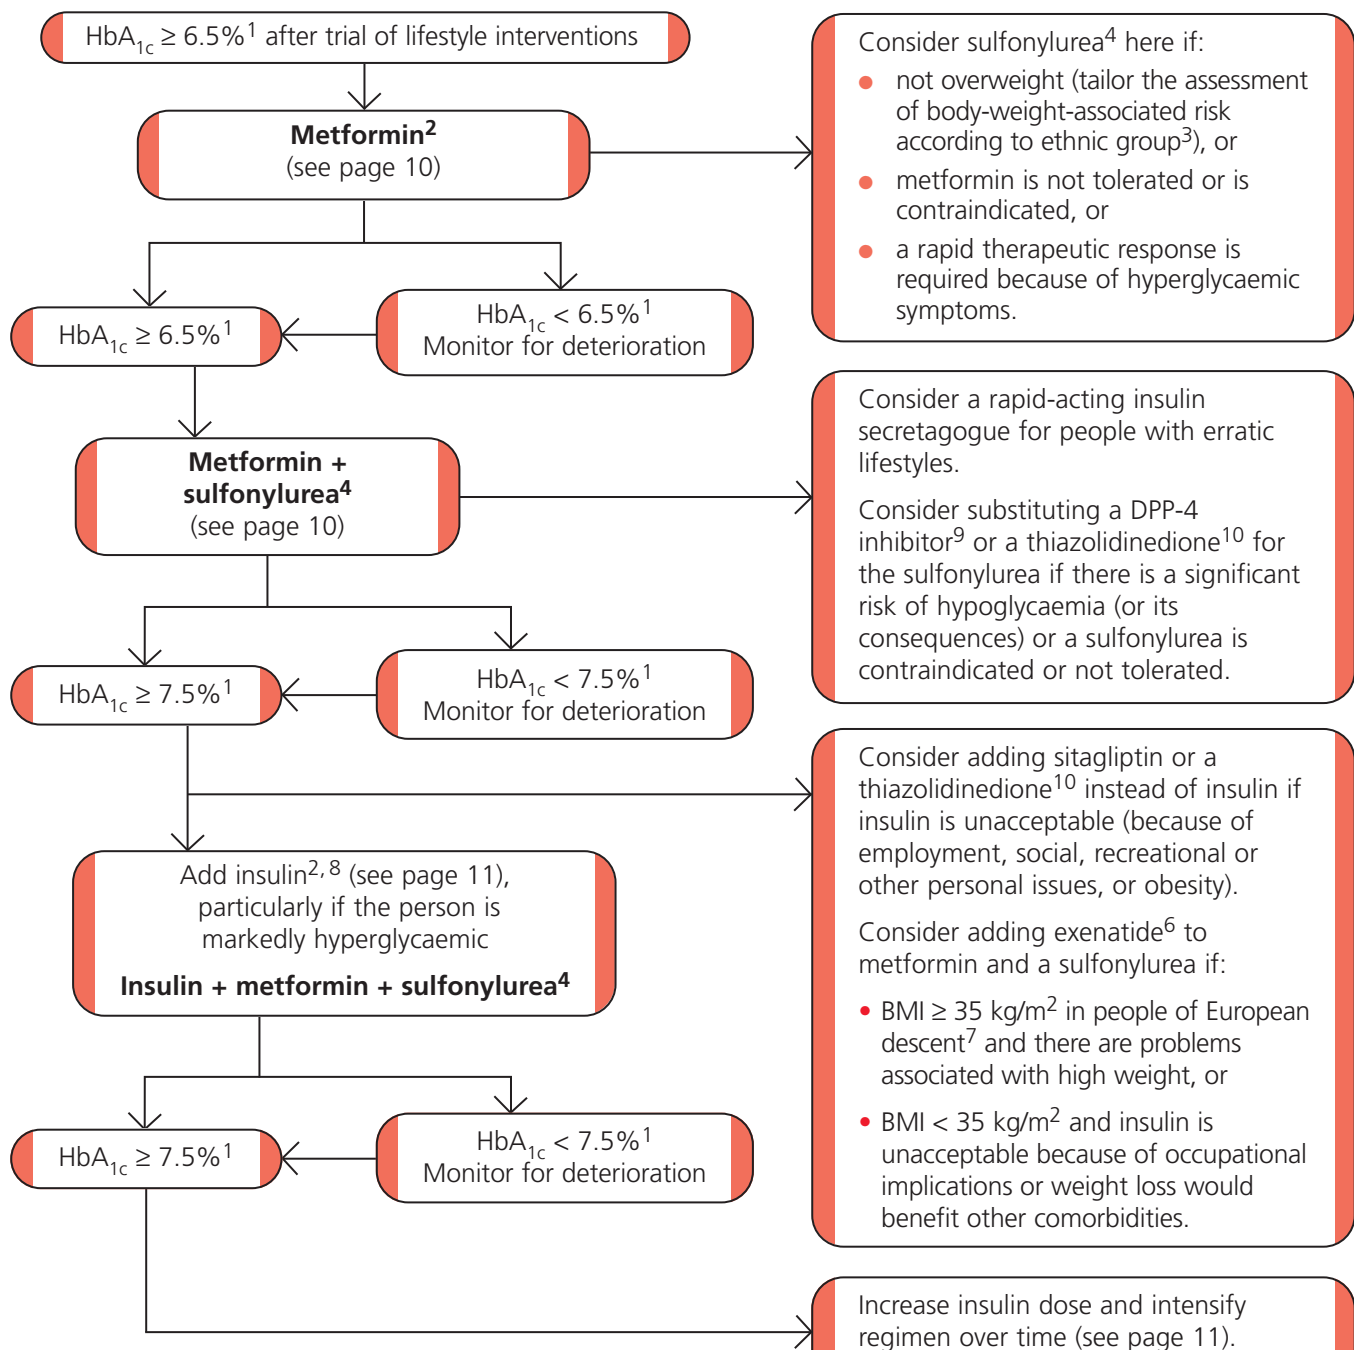 HbA1c ≥ 6.5%1 after trial of lifestyle interventions
Metformin2
(see page 10)
Consider sulfonylurea4 here if:
● not overweight (tailor the assessment
of body-weight-associated risk
according to ethnic group3), or
● metformin is not tolerated or is
contraindicated, or
● a rapid therapeutic response is
required because of hyperglycaemic
symptoms.
HbA1c ≥ 6.5%1
HbA1c < 6.5%1
Monitor for deterioration
Metformin +
sulfonylurea4
(see page 10)
Consider a rapid-acting insulin
secretagogue for people with erratic
lifestyles.
Consider substituting a DPP-4
inhibitor9 or a thiazolidinedione10 for
the sulfonylurea if there is a significant
risk of hypoglycaemia (or its
consequences) or a sulfonylurea is
contraindicated or not tolerated.
HbA1c ≥ 7.5%1
HbA1c < 7.5%1
Monitor for deterioration
Consider adding sitagliptin or a
thiazolidinedione10 instead of insulin if
insulin is unacceptable (because of
employment, social, recreational or
other personal issues, or obesity).
Consider adding exenatide6 to
metformin and a sulfonylurea if:
• BMI ≥ 35 kg/m2 in people of European
descent7 and there are problems
associated with high weight, or
• BMI < 35 kg/m2 and insulin is
unacceptable because of occupational
implications or weight loss would
benefit other comorbidities.
Add insulin2, 8 (see page 11),
particularly if the person is
markedly hyperglycaemic
Insulin + metformin + sulfonylurea4
HbA1c ≥ 7.5%1
HbA1c < 7.5%1
Monitor for deterioration
Increase insulin dose and intensify
regimen over time (see page 11).